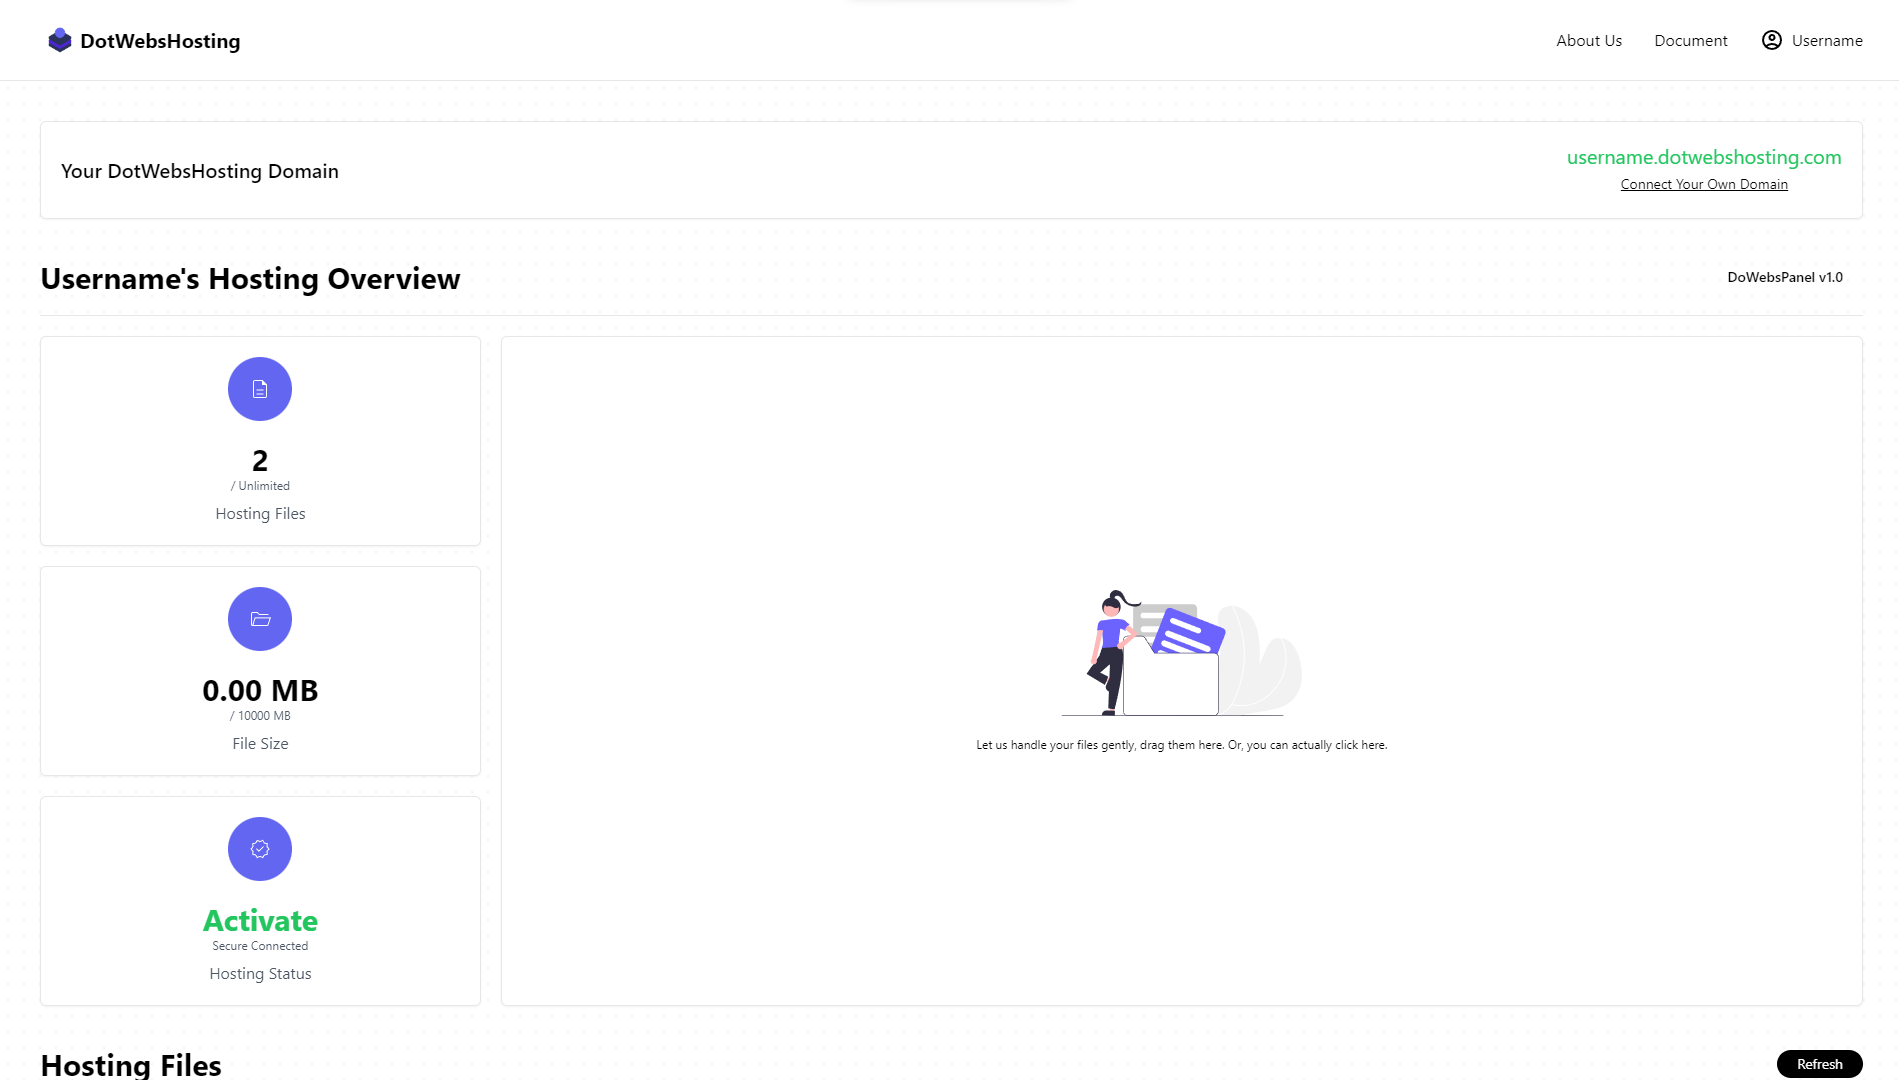 DotWebsHosting
About Us
Document
Username
Your DotWebsHosting Domain
username.dotwebshosting.com
Connect Your Own Domain
Username's Hosting Overview
DoWebsPanel v1.0
2
/ Unlimited
Hosting Files
0.00 MB
/ 10000 MB
File Size
Activate
Secure Connected
Hosting Status
Let us handle your files gently, drag them here. Or, you can actually click here.
Hosting Files
Refresh